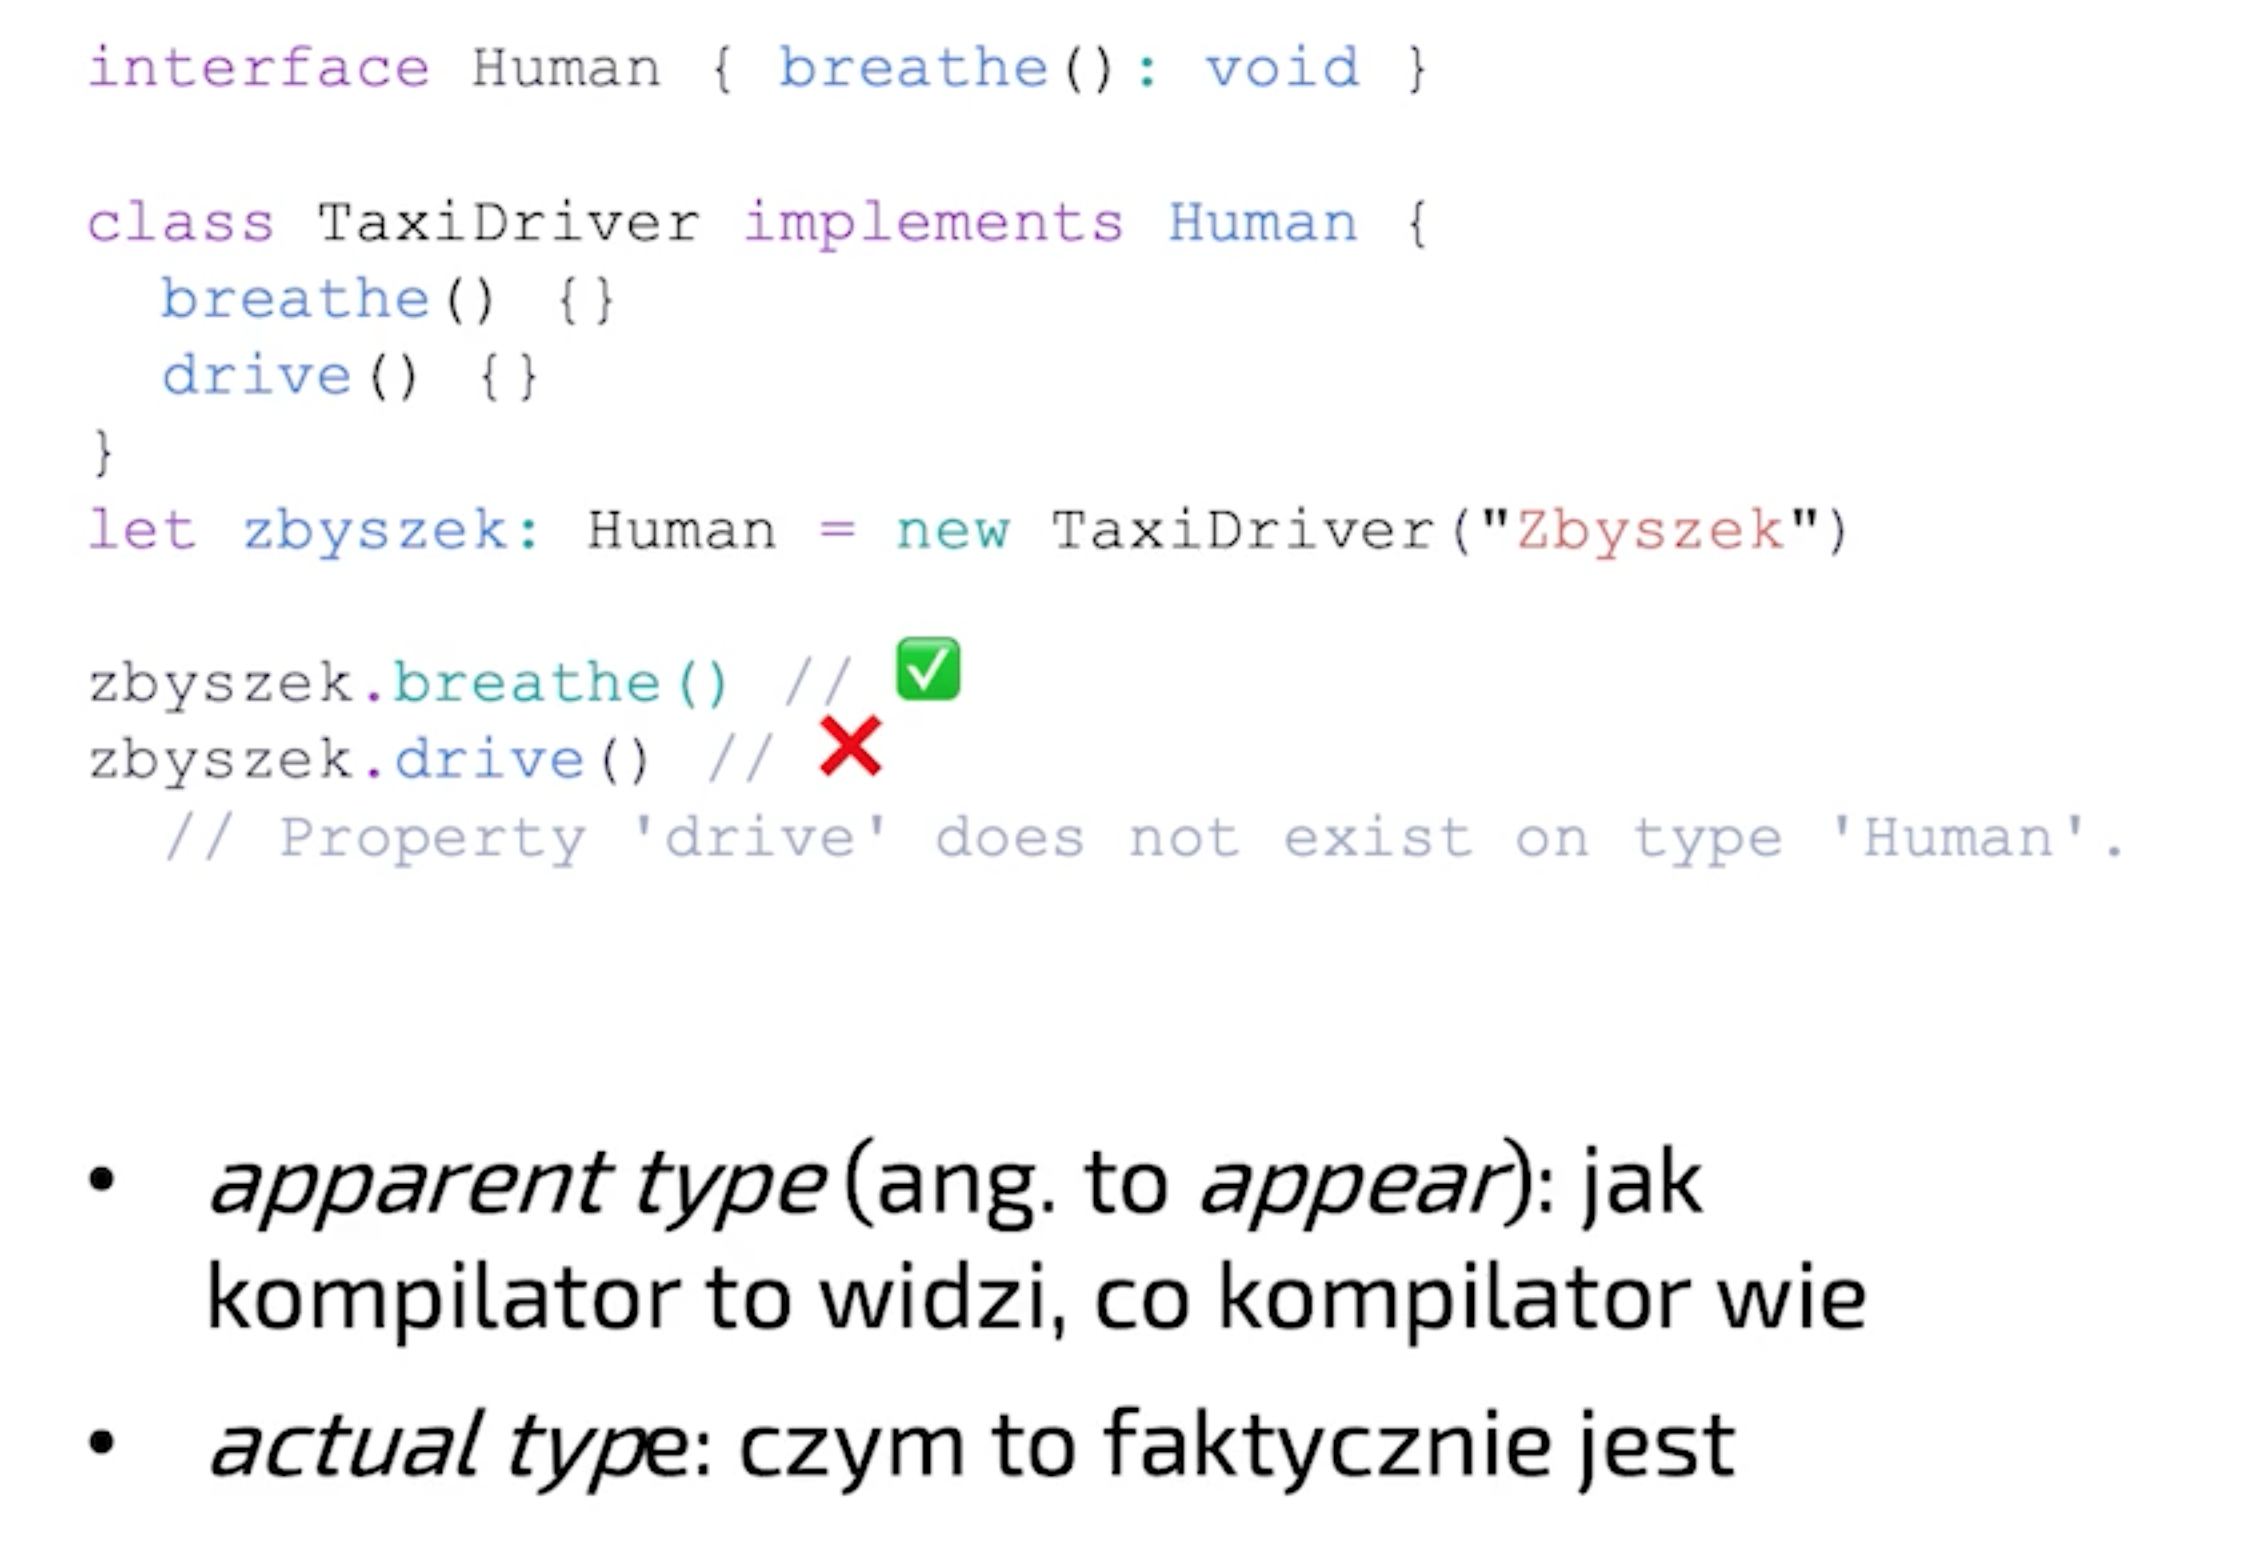 interface Human { breathe(): void }
class TaxiDriver implements Human {
breathe() {}
drive() {}
}
let zbyszek: Human = new TaxiDriver("Zbyszek")
zbyszek.breathe() // ✅
zbyszek.drive() // ❌
// Property 'drive' does not exist on type 'Human'.
• apparent type (ang. to appear): jak
kompilator to widzi, co kompilator wie
• actual type: czym to faktycznie jest